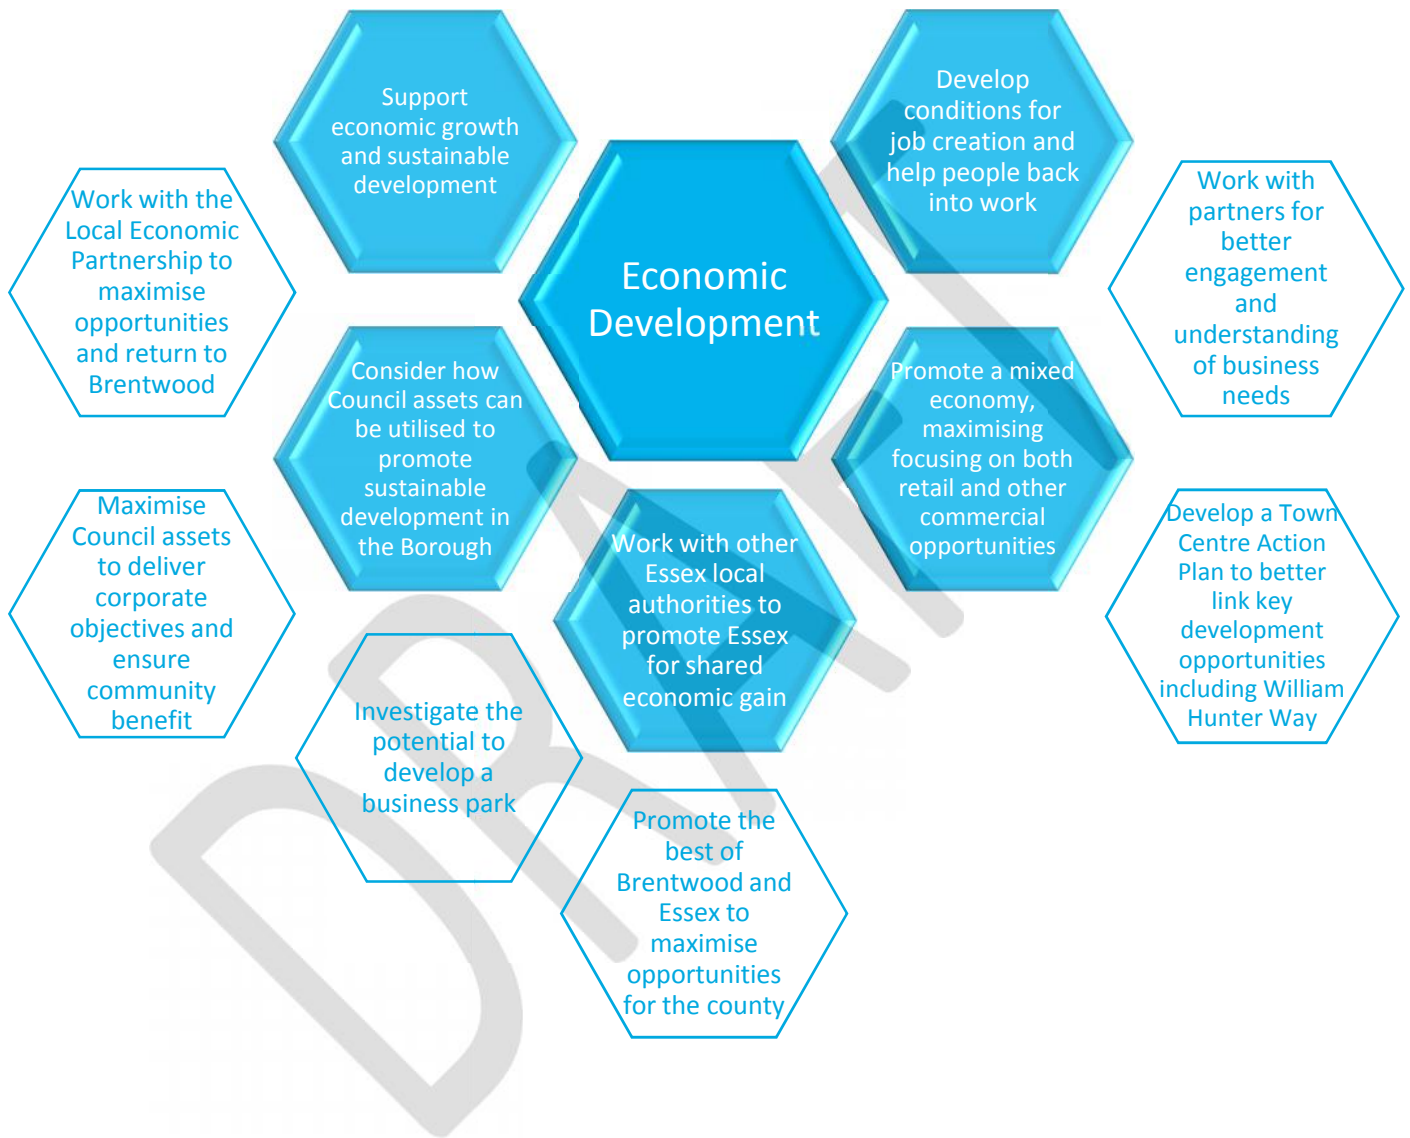 Support
economic growth
and sustainable
development
Develop
conditions for
job creation and
help people back
into work
Economic
Development
Work with the
Local Economic
Partnership to
maximise
opportunities
and return to
Brentwood
Work with
partners for
better
engagement
and
understanding
of business
needs
Consider how
Council assets can
be utilised to
promote
sustainable
development in
the Borough
Promote a mixed
economy,
maximising
focusing on both
retail and other
commercial
opportunities
Maximise
Council assets
to deliver
corporate
objectives and
ensure
community
benefit
Work with other
Essex local
authorities to
promote Essex
for shared
economic gain
Develop a Town
Centre Action
Plan to better
link key
development
opportunities
including William
Hunter Way
Investigate the
potential to
develop a
business park
Promote the
best of
Brentwood and
Essex to
maximise
opportunities
for the county
DRAFT